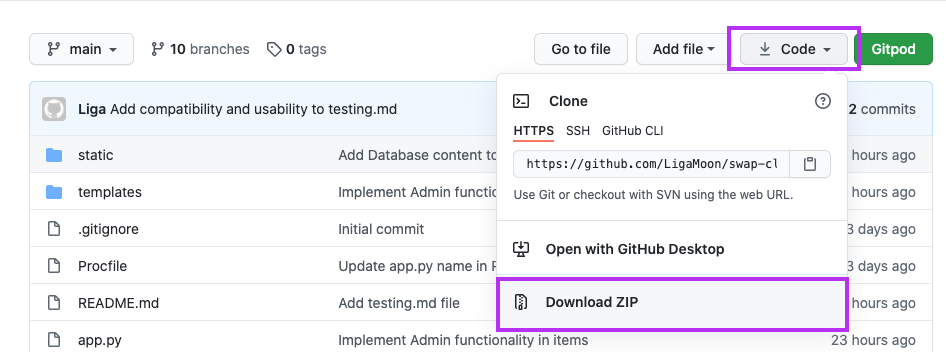 main 10 branches 0 tags Go to file Add file Code Gitpod
Liga Add compatibility and usability to testing.md 2 commits
Clone
HTTPS SSH GitHub CLI
https://github.com/LigaMoon/swap-cl
Use Git or checkout with SVN using the web URL.
Open with GitHub Desktop
Download ZIP
static Add Database content to hours ago
templates Implement Admin functio hours ago
.gitignore Initial commit 3 days ago
Procfile Update app.py name in 3 days ago
README.md Add testing.md file hours ago
app.py Implement Admin functionality in items 23 hours ago